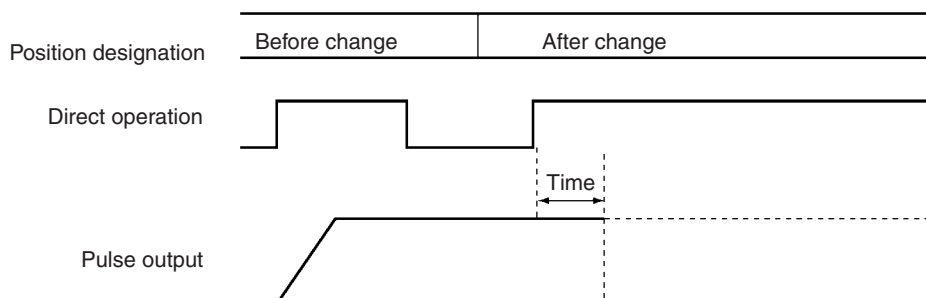 Position designation
Before change
After change
Direct operation
Time
Pulse output